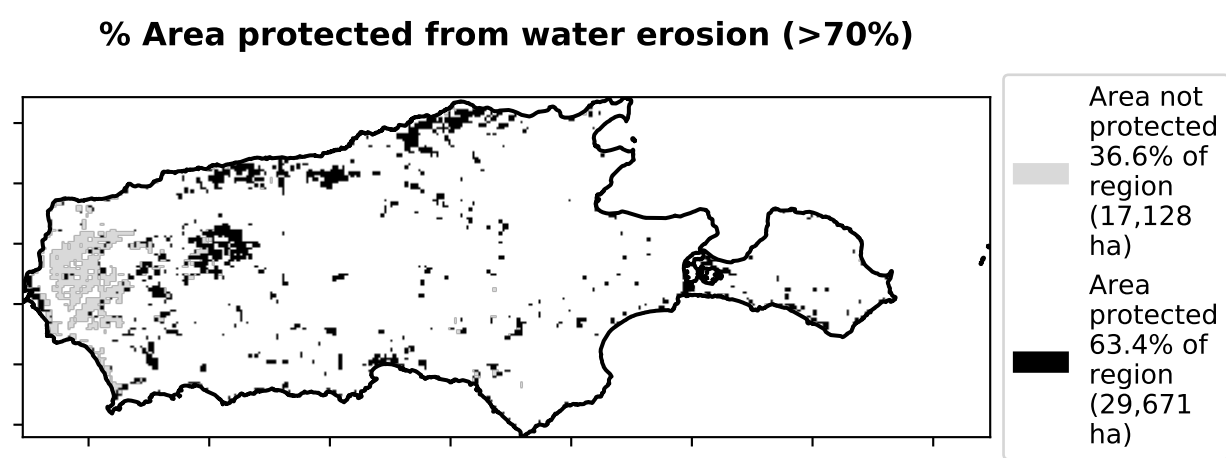 % Area protected from water erosion (>70%)
Area not
protected
36.6% of
region
(17,128
ha)
Area
protected
63.4% of
region
(29,671
ha)